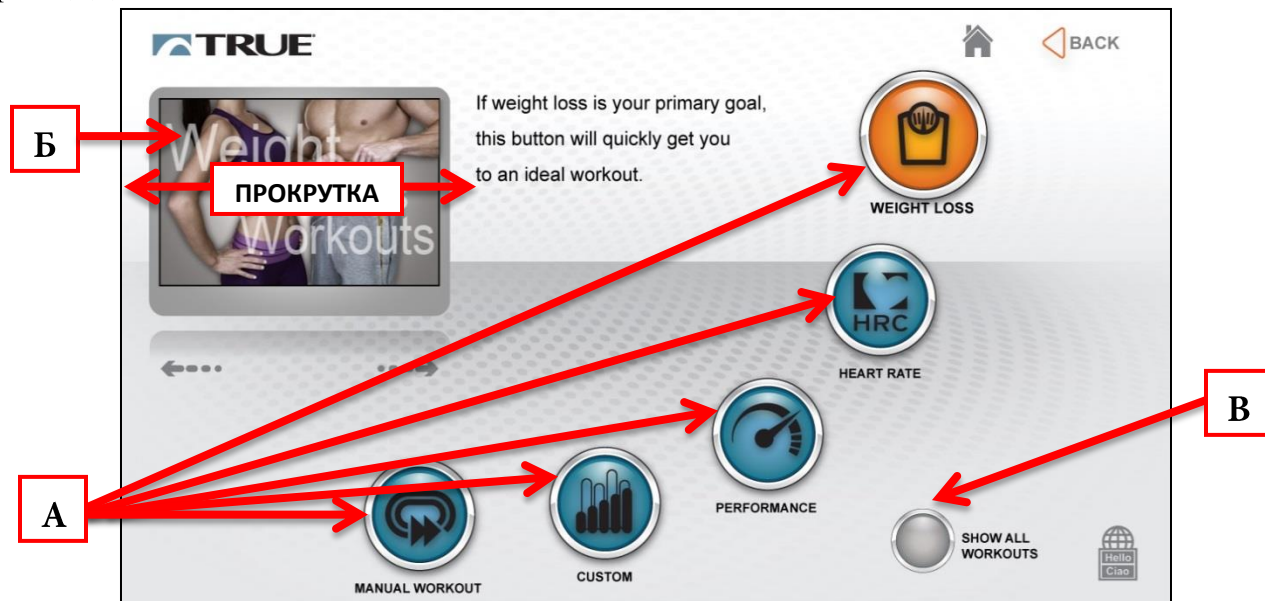 TRUE
BACK
If weight loss is your primary goal,
this button will quickly get you
to an ideal workout.
Б
Weight
ПРОКРУТКА
Workouts
WEIGHT LOSS
HRC
HEART RATE
В
PERFORMANCE
А
SHOW ALL
WORKOUTS
Hello
Ciao
CUSTOM
MANUAL WORKOUT